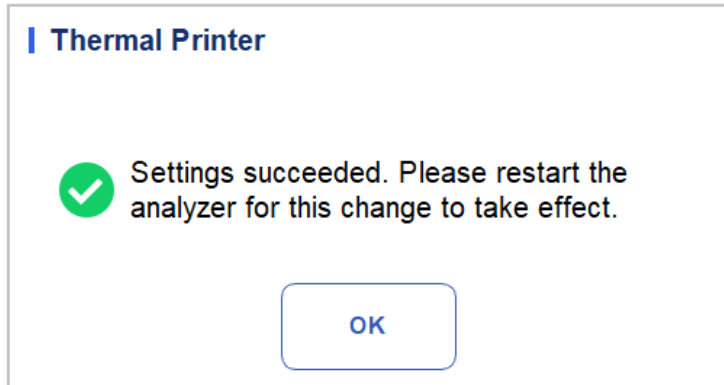 Thermal Printer
Settings succeeded. Please restart the
analyzer for this change to take effect.
OK